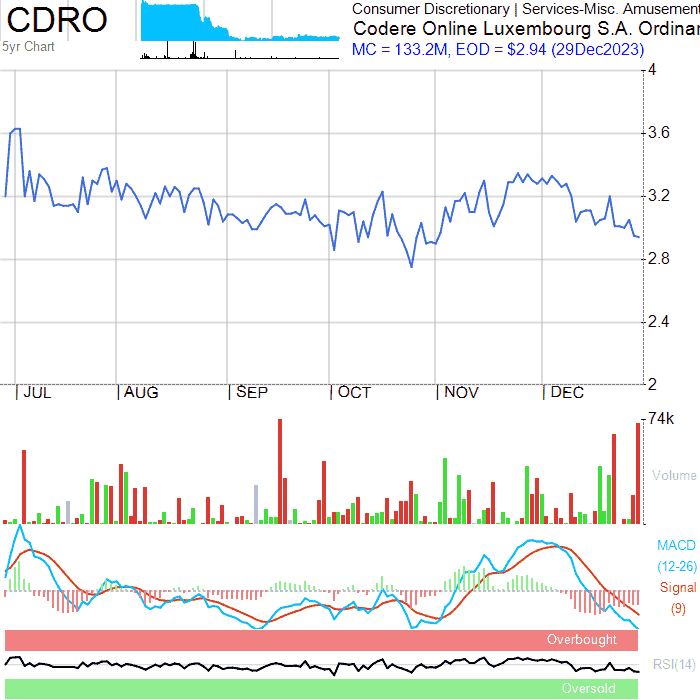 CDRO
5yr Chart
Consumer Discretionary | Services-Misc. Amusement
Codere Online Luxembourg S.A. Ordinar
MC = 133.2M, EOD = $2.94 (29Dec2023)
4
3.6
3.2
2.8
2.4
2
| JUL | AUG | SEP | OCT | NOV | DEC
74k
Volume
MACD
(12-26)
Signal
(9)
Overbought
RSI(14)
Oversold